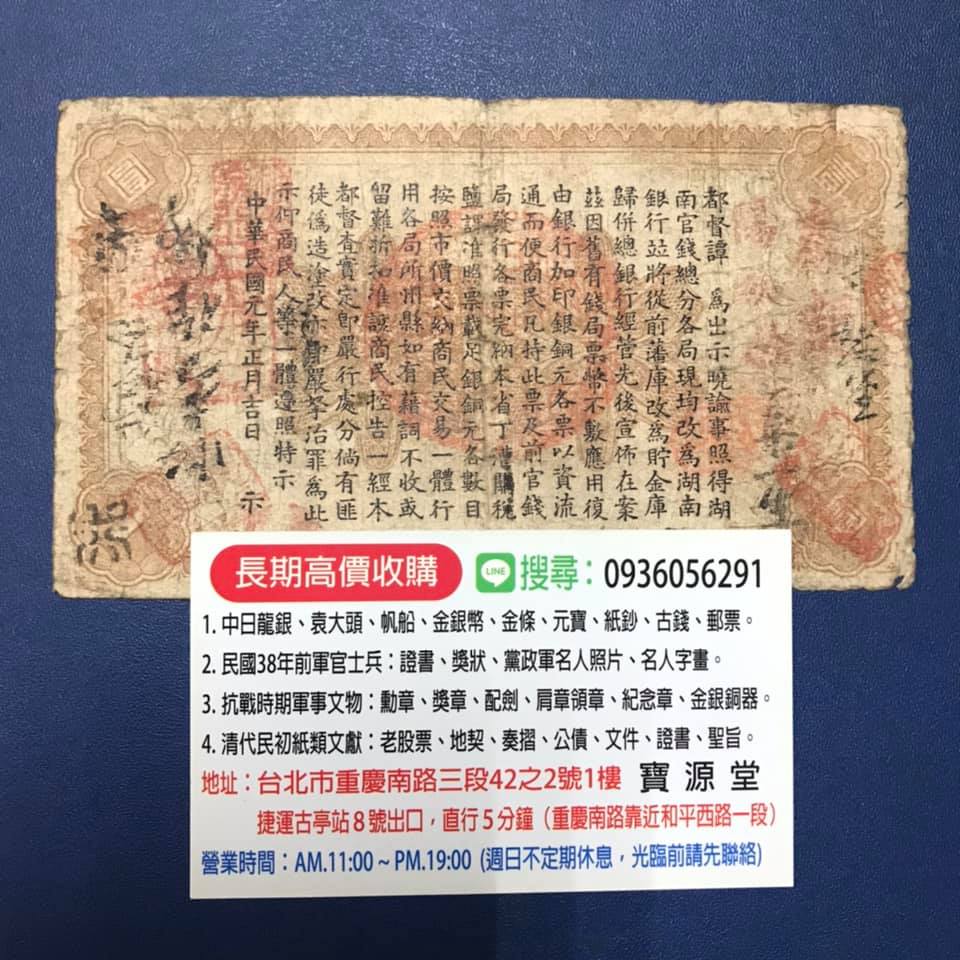 都督譚 為出示曉諭事照得湖
南官錢總分各局現均改為湖南
銀行並將從前藩庫改為貯金庫
歸併總銀行經管先後宣佈在案
茲因舊有錢局票幣不敷應用復
由銀行加印銀銅元各票以資流
通而便商民凡持此票及前官錢
局發行各票完納本省丁漕關稅
鹽課准照票載足銀銅元各數目
按照市價交納商民交易一體行
用各局所州縣如有藉詞不收或
留難折扣准該商民控告一經本
都督查實定即嚴行處分倘有匪
徒偽造塗改亦即嚴拏治罪為此
示仰商民人等一體遵照特示
中華民國元年正月吉日 示
圓
長期高價收購 LINE 搜尋：0936056291
1. 中日龍銀、袁大頭、帆船、金銀幣、金條、元寶、紙鈔、古錢、郵票。
2. 民國38年前軍官士兵：證書、獎狀、黨政軍名人照片、名人字畫。
3. 抗戰時期軍事文物：勳章、獎章、配劍、肩章領章、紀念章、金銀銅器。
4. 清代民初紙類文獻：老股票、地契、奏摺、公債、文件、證書、聖旨。
地址：台北市重慶南路三段42之2號1樓 寶源堂
捷運古亭站8號出口，直行5分鐘（重慶南路靠近和平西路一段）
營業時間：AM.11:00 ~ PM.19:00 (週日不定期休息，光臨前請先聯絡)